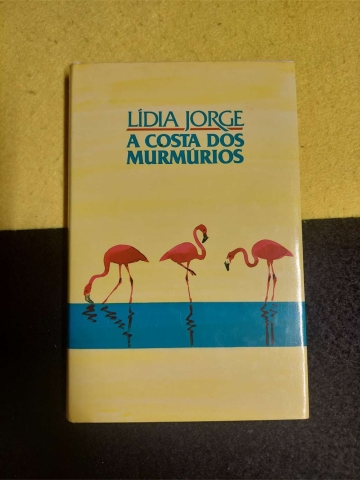 LÍDIA JORGE
A COSTA DOS
MURMÚRIOS